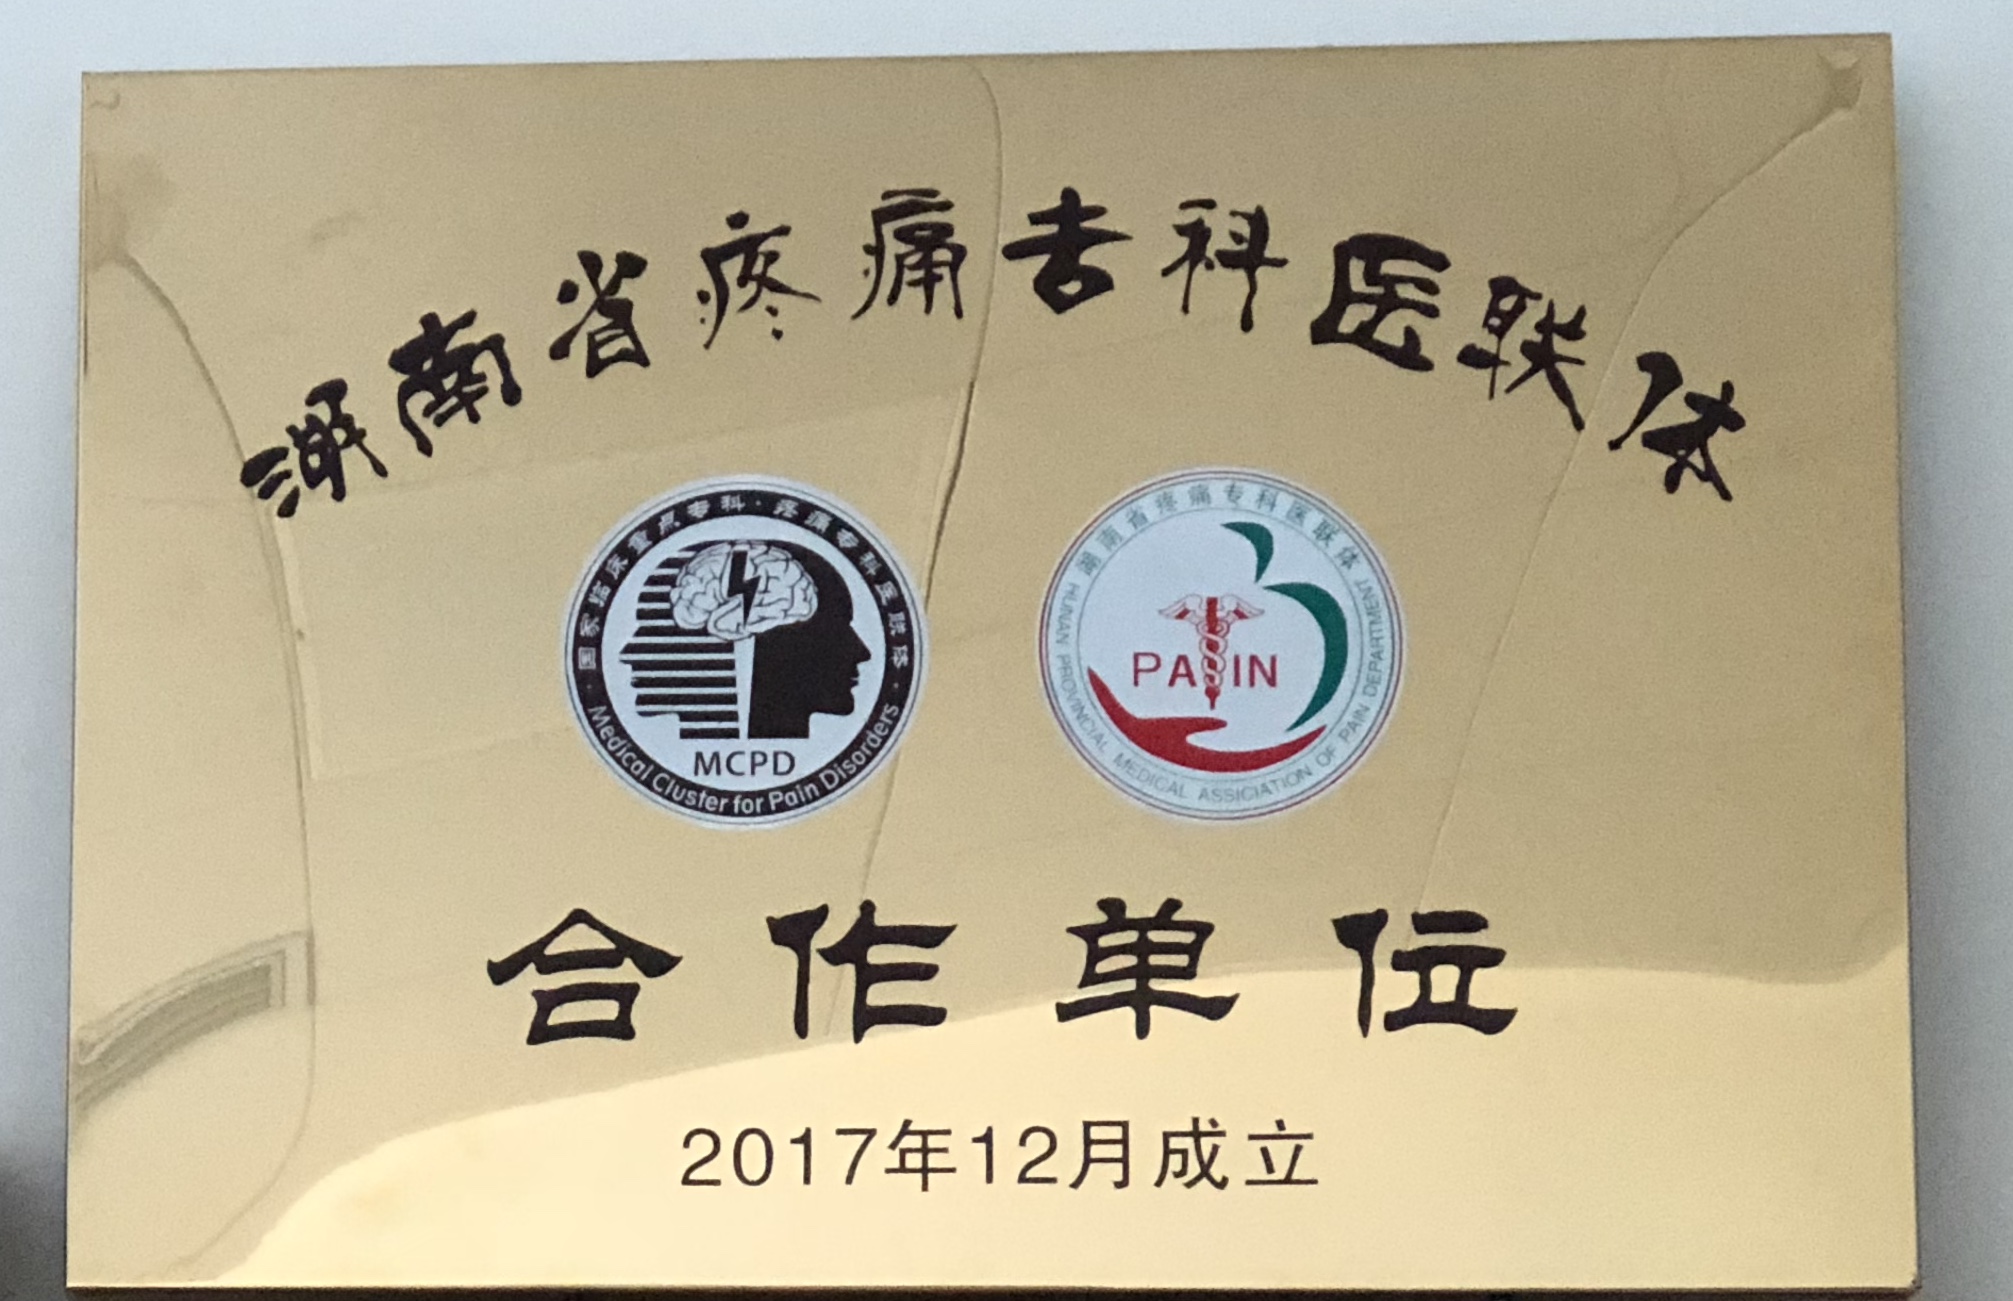 湖南省疼痛专科医联体
国家临床重点专科·疼痛专科医联体
MCPD
Medical Cluster for Pain Disorders
湖南省疼痛专科医联体
PAIN
HUNAN PROVINCIAL MEDICAL ASSICIATION OF PAIN DEPARTMENT
合作单位
2017年12月成立